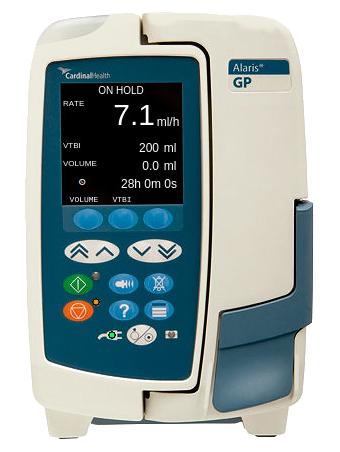 CardinalHealth
Alaris®
GP
ON HOLD
RATE
7.1 ml/h
VTBI 200 ml
VOLUME 0.0 ml
28h 0m 0s
VOLUME VTBI
?